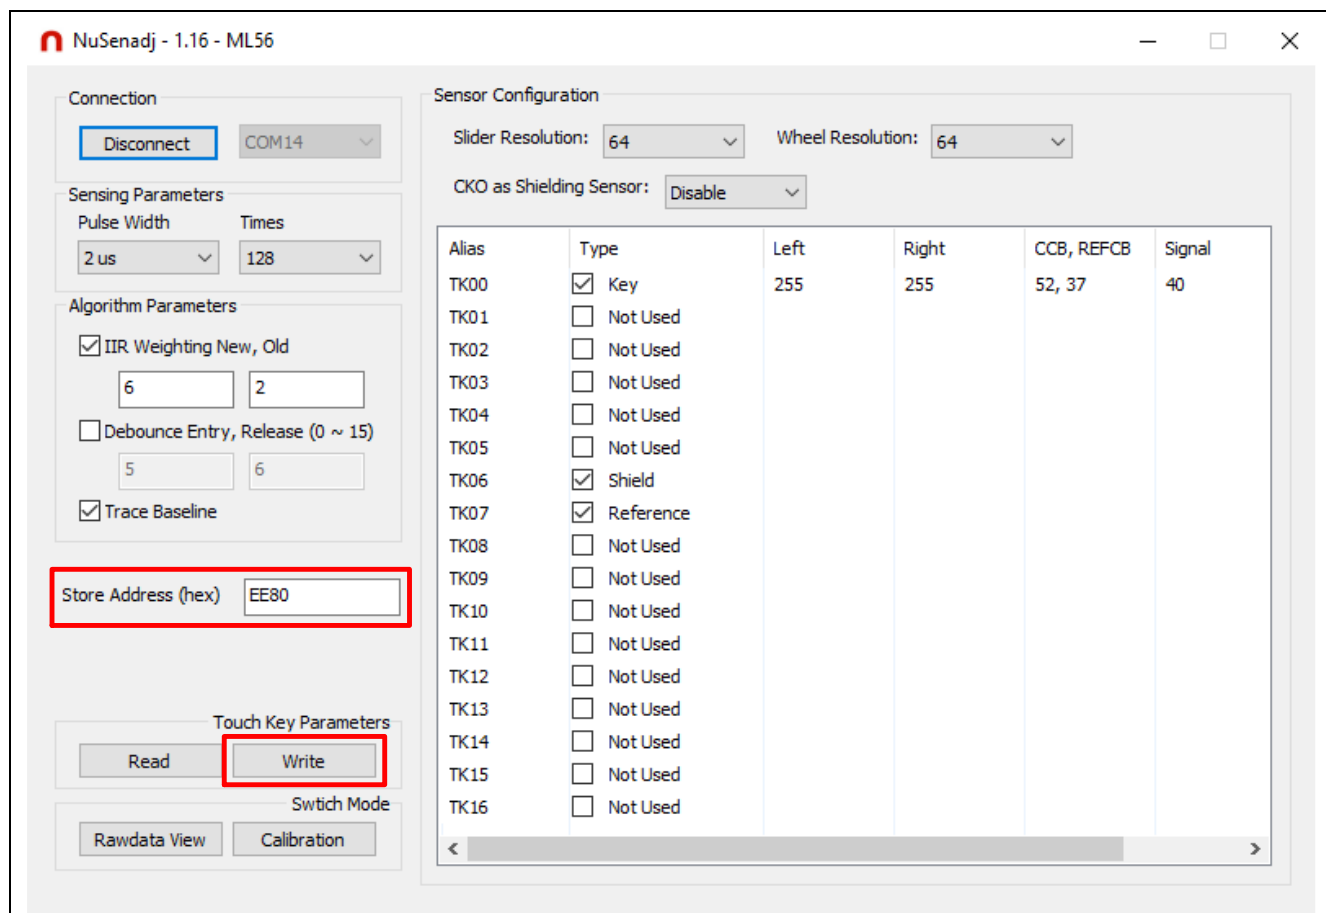 NuSenadj - 1.16 - ML56
Connection
Disconnect COM14
Sensing Parameters
Pulse Width Times
2 us 128
Algorithm Parameters
IIR Weighting New, Old
6 2
Debounce Entry, Release (0 ~ 15)
5 6
Trace Baseline
Store Address (hex) EE80
Touch Key Parameters
Read Write
Swtich Mode
Rawdata View Calibration
Sensor Configuration
Slider Resolution: 64 Wheel Resolution: 64
CKO as Shielding Sensor: Disable
Alias Type Left Right CCB, REFCB Signal
TK00 Key 255 255 52, 37 40
TK01 Not Used
TK02 Not Used
TK03 Not Used
TK04 Not Used
TK05 Not Used
TK06 Shield
TK07 Reference
TK08 Not Used
TK09 Not Used
TK10 Not Used
TK11 Not Used
TK12 Not Used
TK13 Not Used
TK14 Not Used
TK15 Not Used
TK16 Not Used